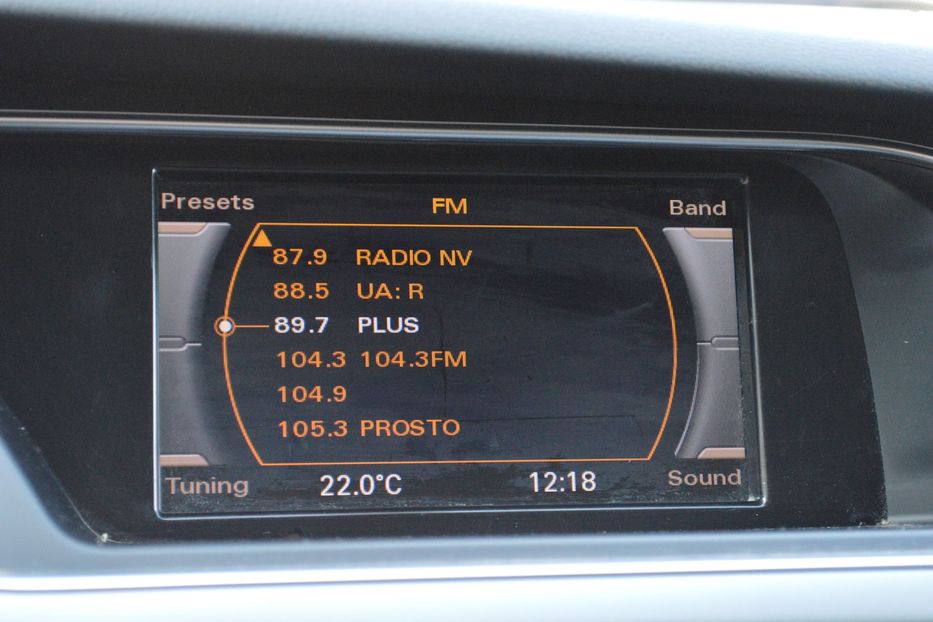 Presets FM Band
87.9 RADIO NV
88.5 UA: R
89.7 PLUS
104.3 104.3FM
104.9
105.3 PROSTO
Tuning 22.0°C 12:18 Sound